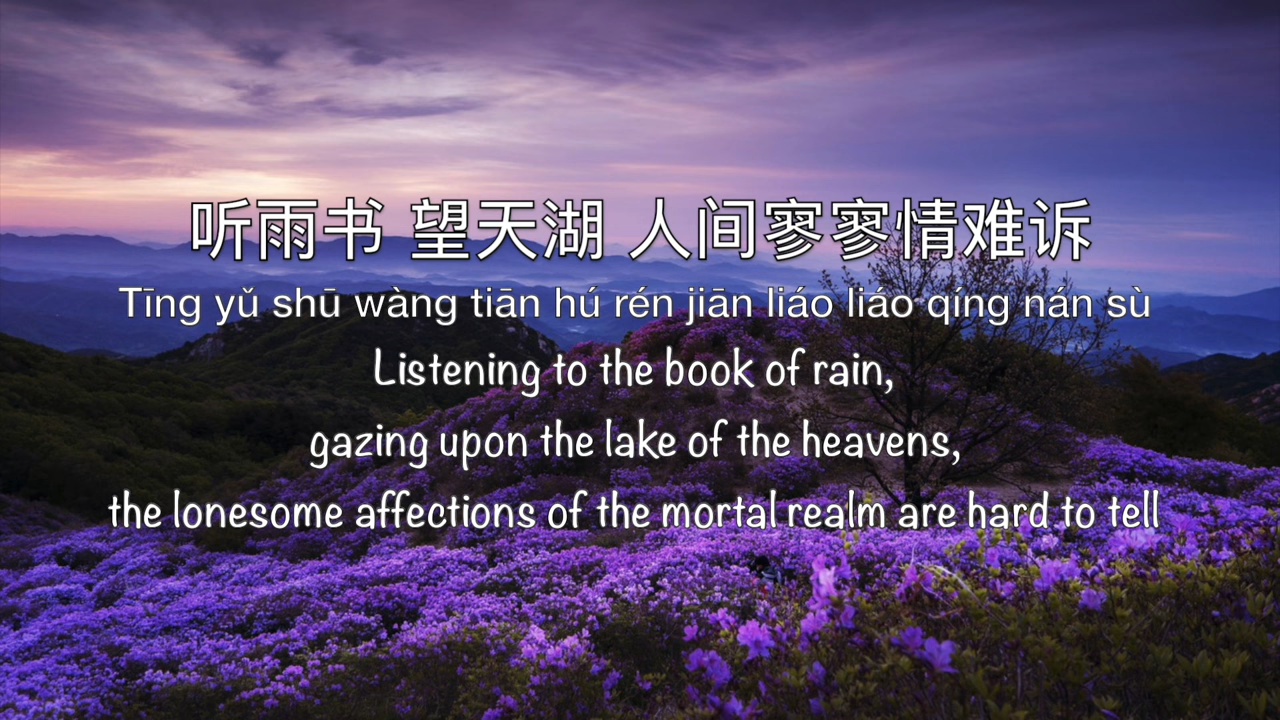 听雨书 望天湖 人间寥寥情难诉
Tīng yǔ shū wàng tiān hú rén jiān liáo liáo qíng nán sù
Listening to the book of rain,
gazing upon the lake of the heavens,
the lonesome affections of the mortal realm are hard to tell